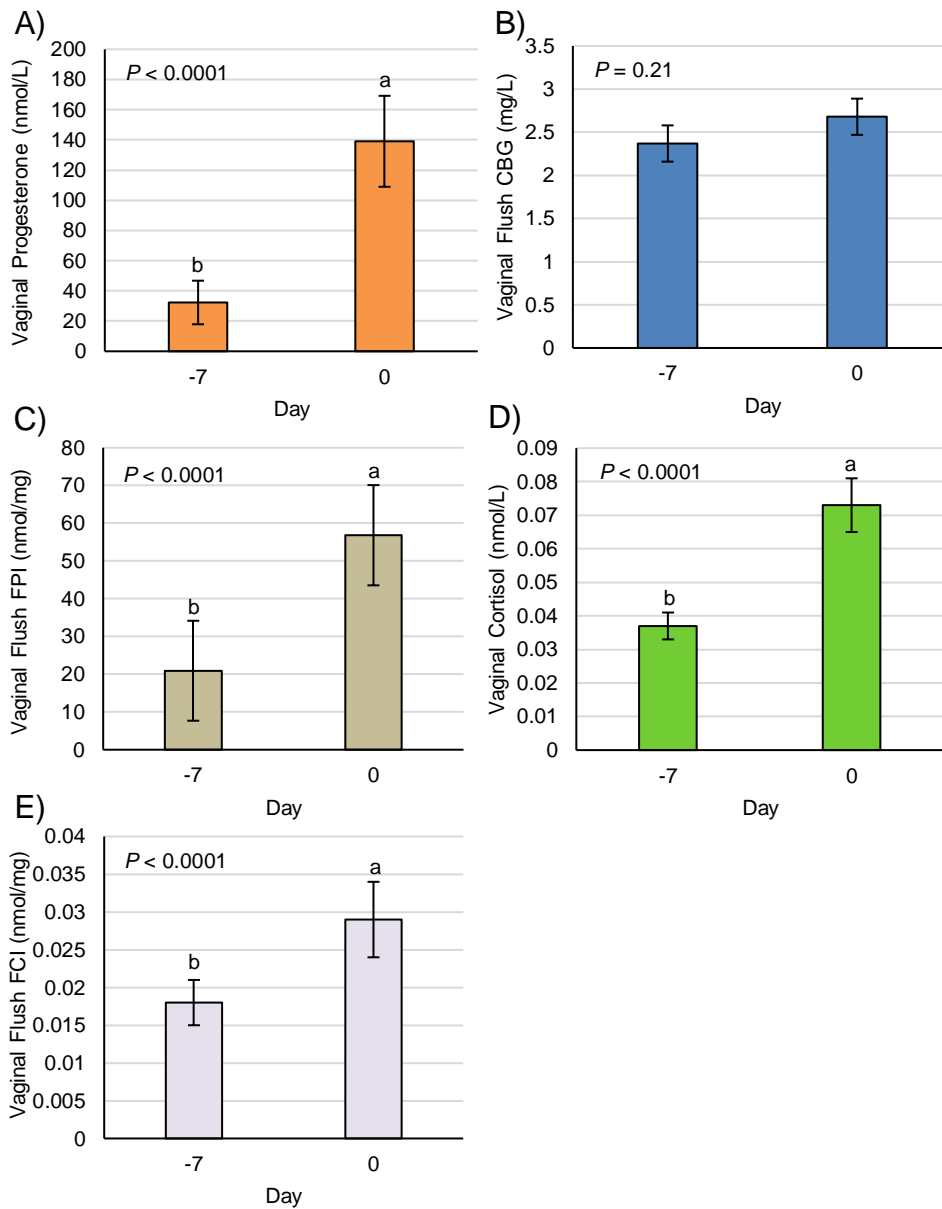 A)
Vaginal Progesterone (nmol/L)
200
180
160
140
120
100
80
60
40
20
0
P < 0.0001
b
a
-7
0
Day
B)
Vaginal Flush CBG (mg/L)
3.5
3
2.5
2
1.5
1
0.5
0
P = 0.21
-7
0
Day
C)
Vaginal Flush FPI (nmol/mg)
80
70
60
50
40
30
20
10
0
P < 0.0001
b
a
-7
0
Day
D)
Vaginal Cortisol (nmol/L)
0.09
0.08
0.07
0.06
0.05
0.04
0.03
0.02
0.01
0
P < 0.0001
b
a
-7
0
Day
E)
Vaginal Flush FCI (nmol/mg)
0.04
0.035
0.03
0.025
0.02
0.015
0.01
0.005
0
P < 0.0001
b
a
-7
0
Day